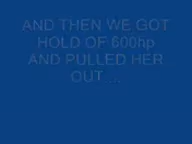 AND THEN WE GOT
HOLD OF 600hp
AND PULLED HER
OUT....